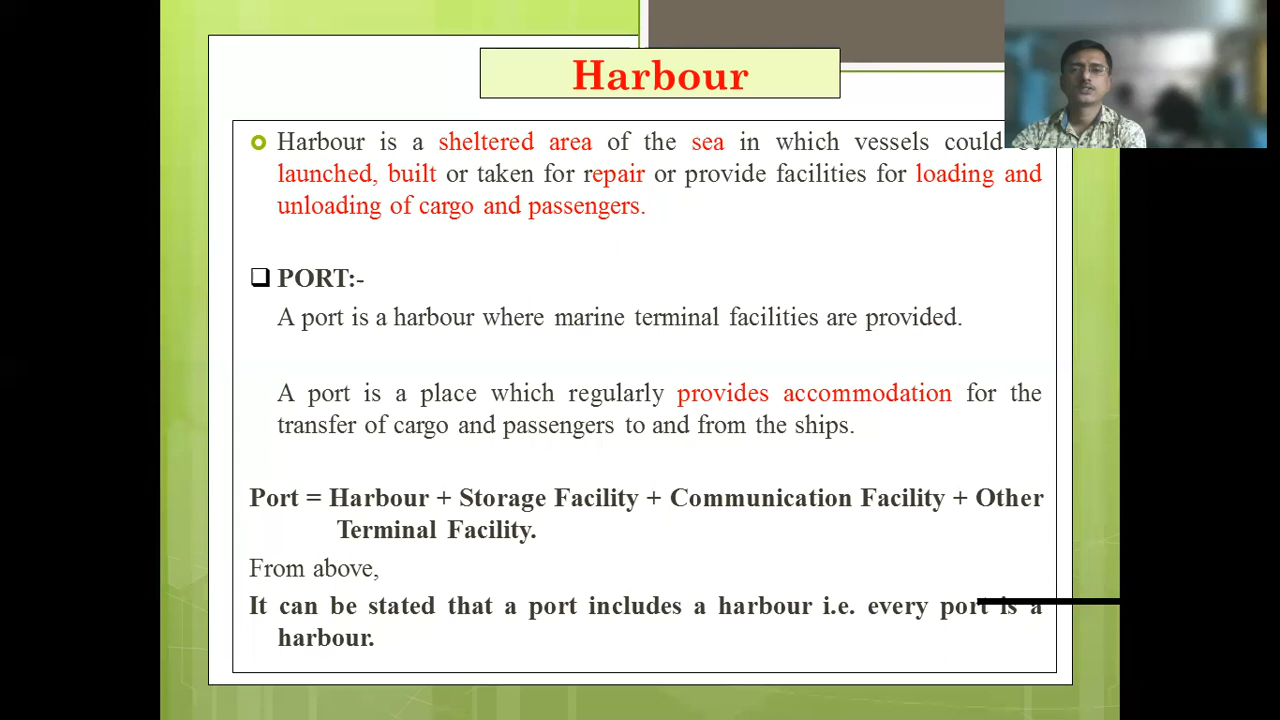 Harbour
Harbour is a sheltered area of the sea in which vessels could
launched, built or taken for repair or provide facilities for loading and
unloading of cargo and passengers.
PORT:-
A port is a harbour where marine terminal facilities are provided.
A port is a place which regularly provides accommodation for the
transfer of cargo and passengers to and from the ships.
Port = Harbour + Storage Facility + Communication Facility + Other
Terminal Facility.
From above,
It can be stated that a port includes a harbour i.e. every port is a
harbour.